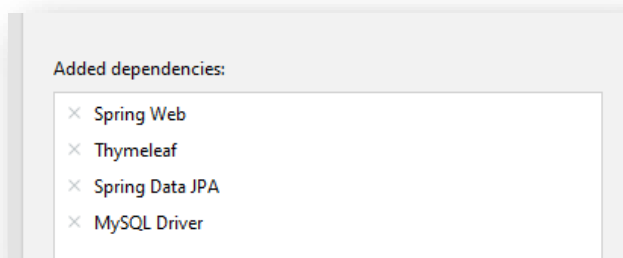 Added dependencies:
Spring Web
Thymeleaf
Spring Data JPA
MySQL Driver